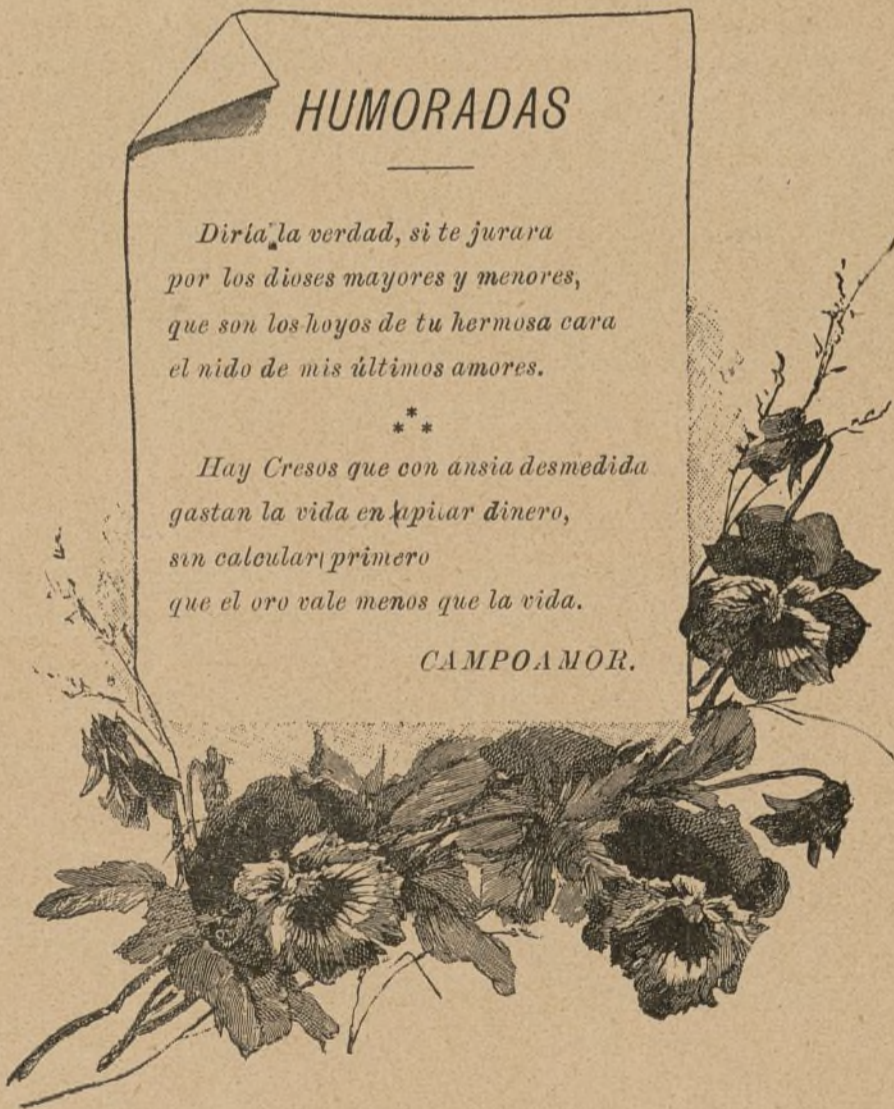 HUMORADAS
Diría la verdad, si te jurara
por los dioses mayores y menores,
que son los hoyos de tu hermosa cara
el nido de mis últimos amores.
* * *
Hay Cresos que con ánsia desmedida
gastan la vida en apilar dinero,
sin calcular primero
que el oro vale menos que la vida.
CAMPOAMOR.